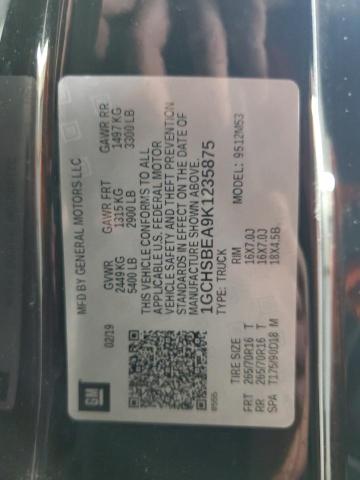 GM
02/19
MFD BY GENERAL MOTORS LLC
GVWR GAWR FRT GAWR RR
2449 KG 1315 KG 1497 KG
5400 LB 2900 LB 3300 LB
THIS VEHICLE CONFORMS TO ALL
APPLICABLE U.S. FEDERAL MOTOR
VEHICLE SAFETY AND THEFT PREVENTION
STANDARDS IN EFFECT ON THE DATE OF
MANUFACTURE SHOWN ABOVE.
1GCHSBEA9K1235875
TYPE: TRUCK MODEL: 9512M53
TIRE SIZE RIM
FRT 265/70R16 T 16X7.0J
RR 265/70R16 T 16X7.0J
SPA T175/90D18 M 18X4.5B